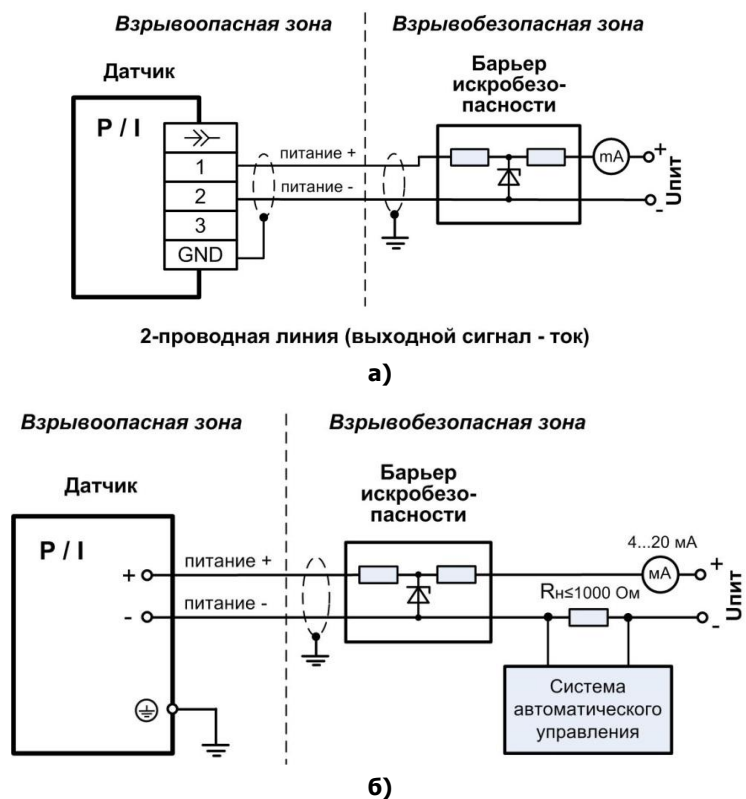 Взрывоопасная зона
Взрывобезопасная зона
Датчик
Барьер
искробезо-
пасности
P / I
1
2
3
GND
питание +
питание -
mA
+
-
Uпит
2-проводная линия (выходной сигнал - ток)
а)
Взрывоопасная зона
Взрывобезопасная зона
Датчик
Барьер
искробезо-
пасности
P / I
+
-
питание +
питание -
4...20 мА
мА
+
-
Uпит
Rн≤1000 Ом
Система
автоматического
управления
б)